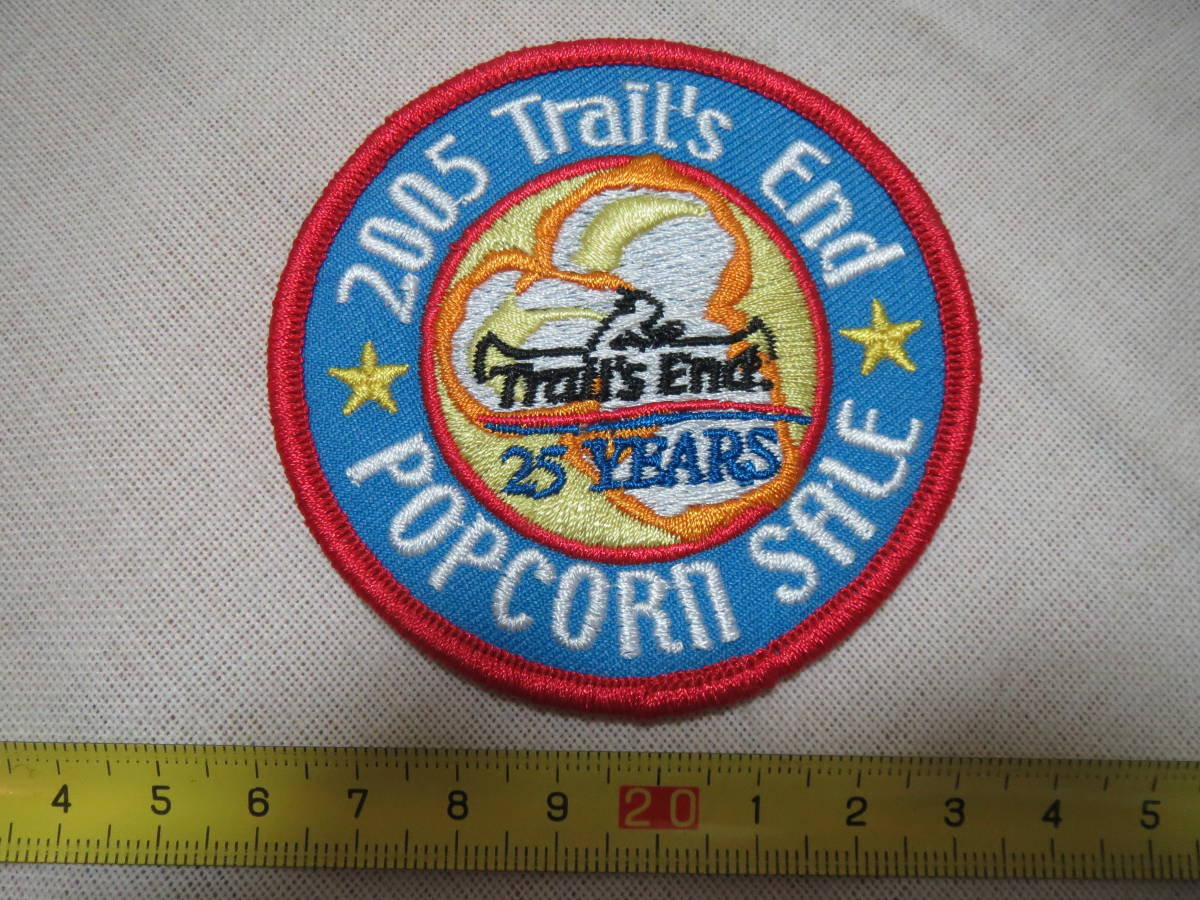 2005 Trail's End
Trail's End.
25 YEARS
POPCORN SALE
4 5 6 7 8 9 20 1 2 3 4 5